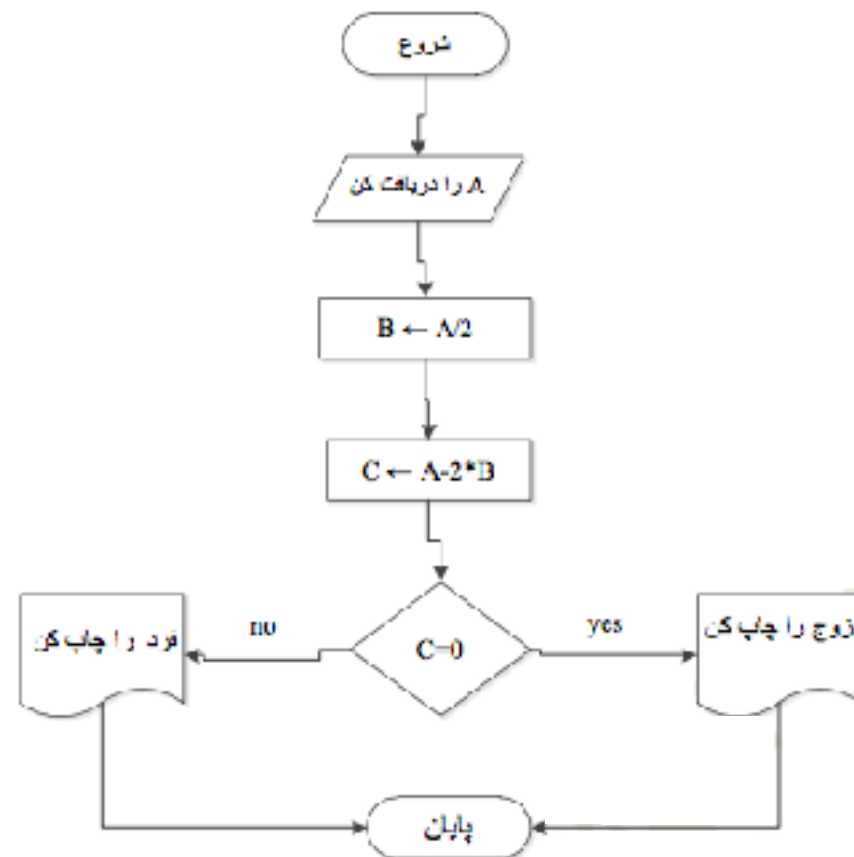 شروع
A را دریافت کن
B ← A/2
C ← A-2*B
C=0
yes
no
زوج را چاپ کن
فرد را چاپ کن
پایان